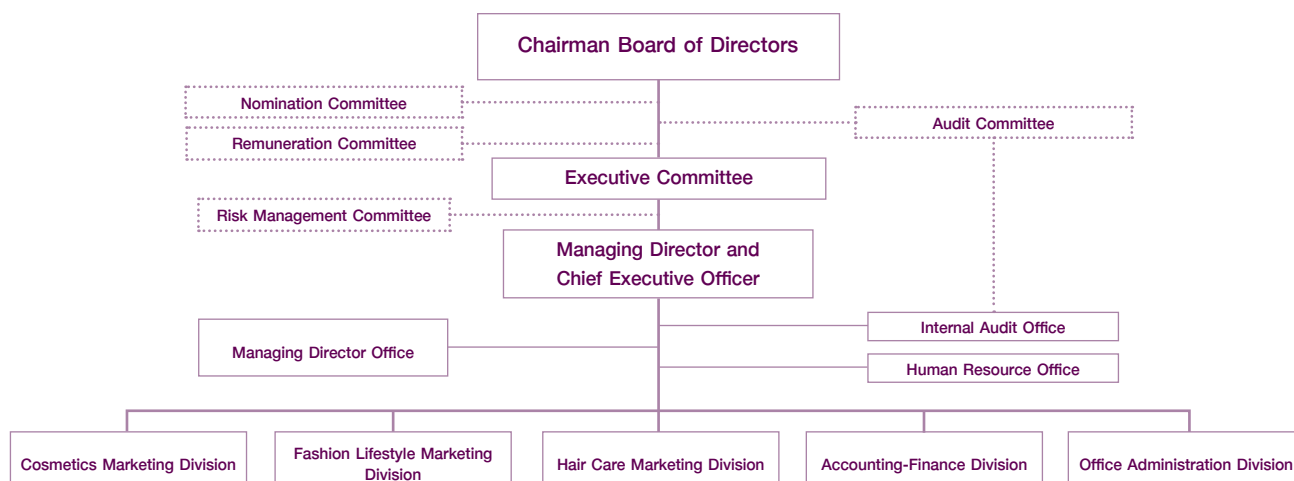 Chairman Board of Directors
Nomination Committee
Audit Committee
Remuneration Committee
Executive Committee
Risk Management Committee
Managing Director and
Chief Executive Officer
Internal Audit Office
Managing Director Office
Human Resource Office
Cosmetics Marketing Division
Fashion Lifestyle Marketing
Division
Hair Care Marketing Division
Accounting-Finance Division
Office Administration Division